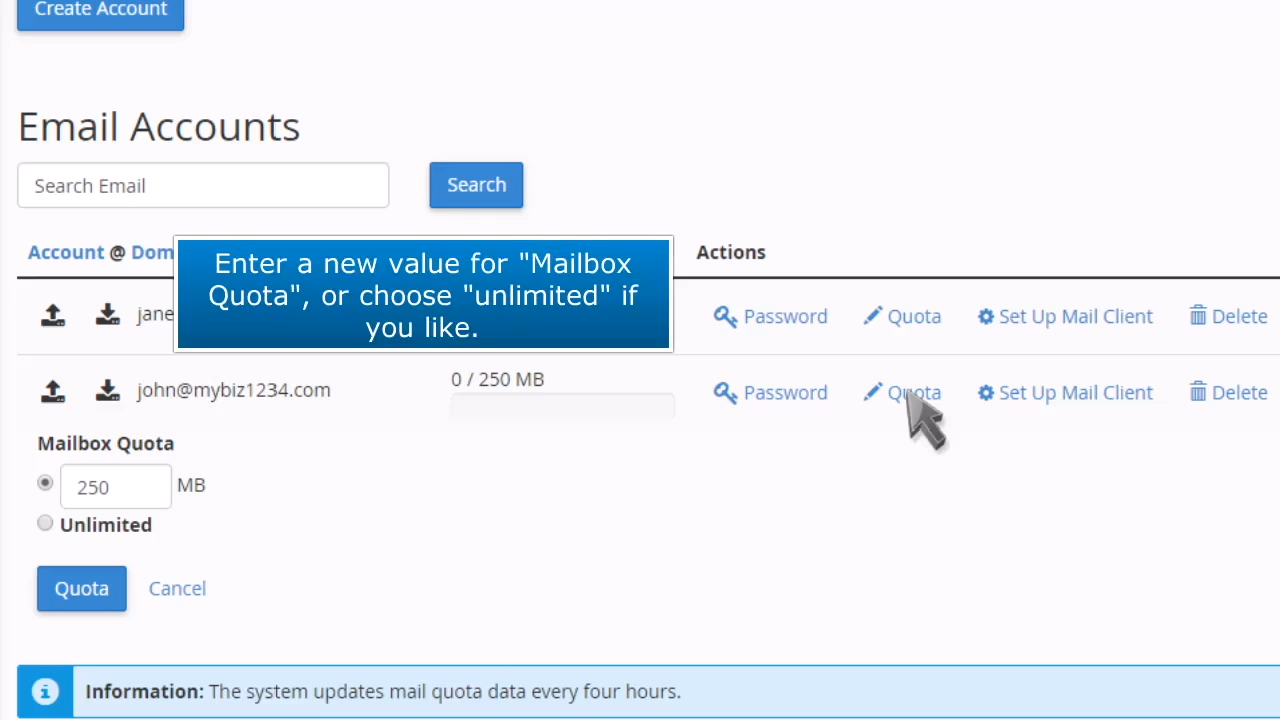 Create Account
Email Accounts
Search Email
Search
Account @ Dom
Actions
Enter a new value for "Mailbox
Quota", or choose "unlimited" if
you like.
jane
Password
Quota
Set Up Mail Client
Delete
john@mybiz1234.com
0 / 250 MB
Password
Quota
Set Up Mail Client
Delete
Mailbox Quota
250 MB
Unlimited
Quota
Cancel
Information: The system updates mail quota data every four hours.